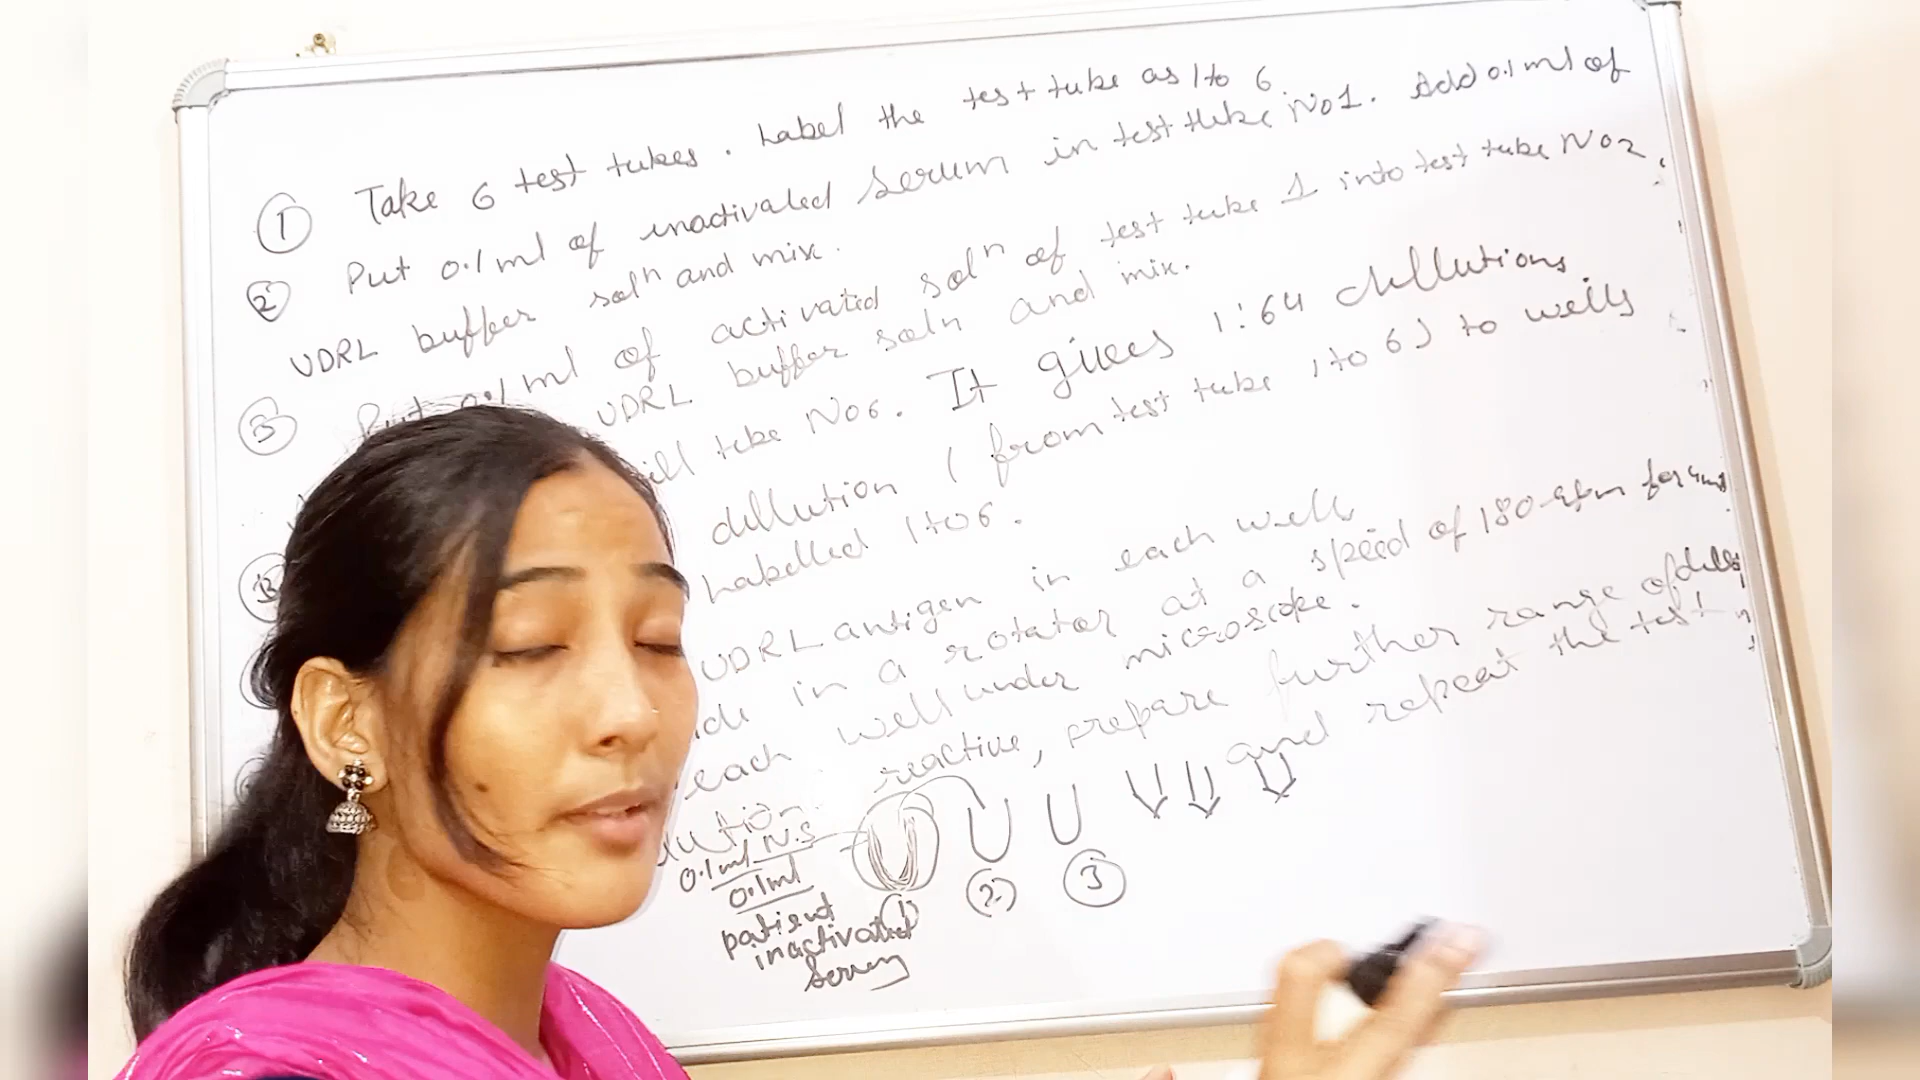 ① Take 6 test tubes. Label the test tube as 1 to 6.
② Put 0.1 ml of inactivated serum in test tube No 1. Add 0.1 ml of
VDRL buffer solⁿ and mix.
③ Put 0.1 ml of activated solⁿ of test tube 1 into test tube No 2,
VDRL buffer soln and mix.
till tube No 6. It gives 1:64 dillutions.
dillution (from test tube 1 to 6) to wells
Labelled 1 to 6.
VDRL antigen in each well
in a rotator at a speed of 180 rpm for 4
each well under microscope.
reactive, prepare further range of
and repeat the test
0.1 ml N.S
0.1 ml
patient
inactivated
serum
① ② ③